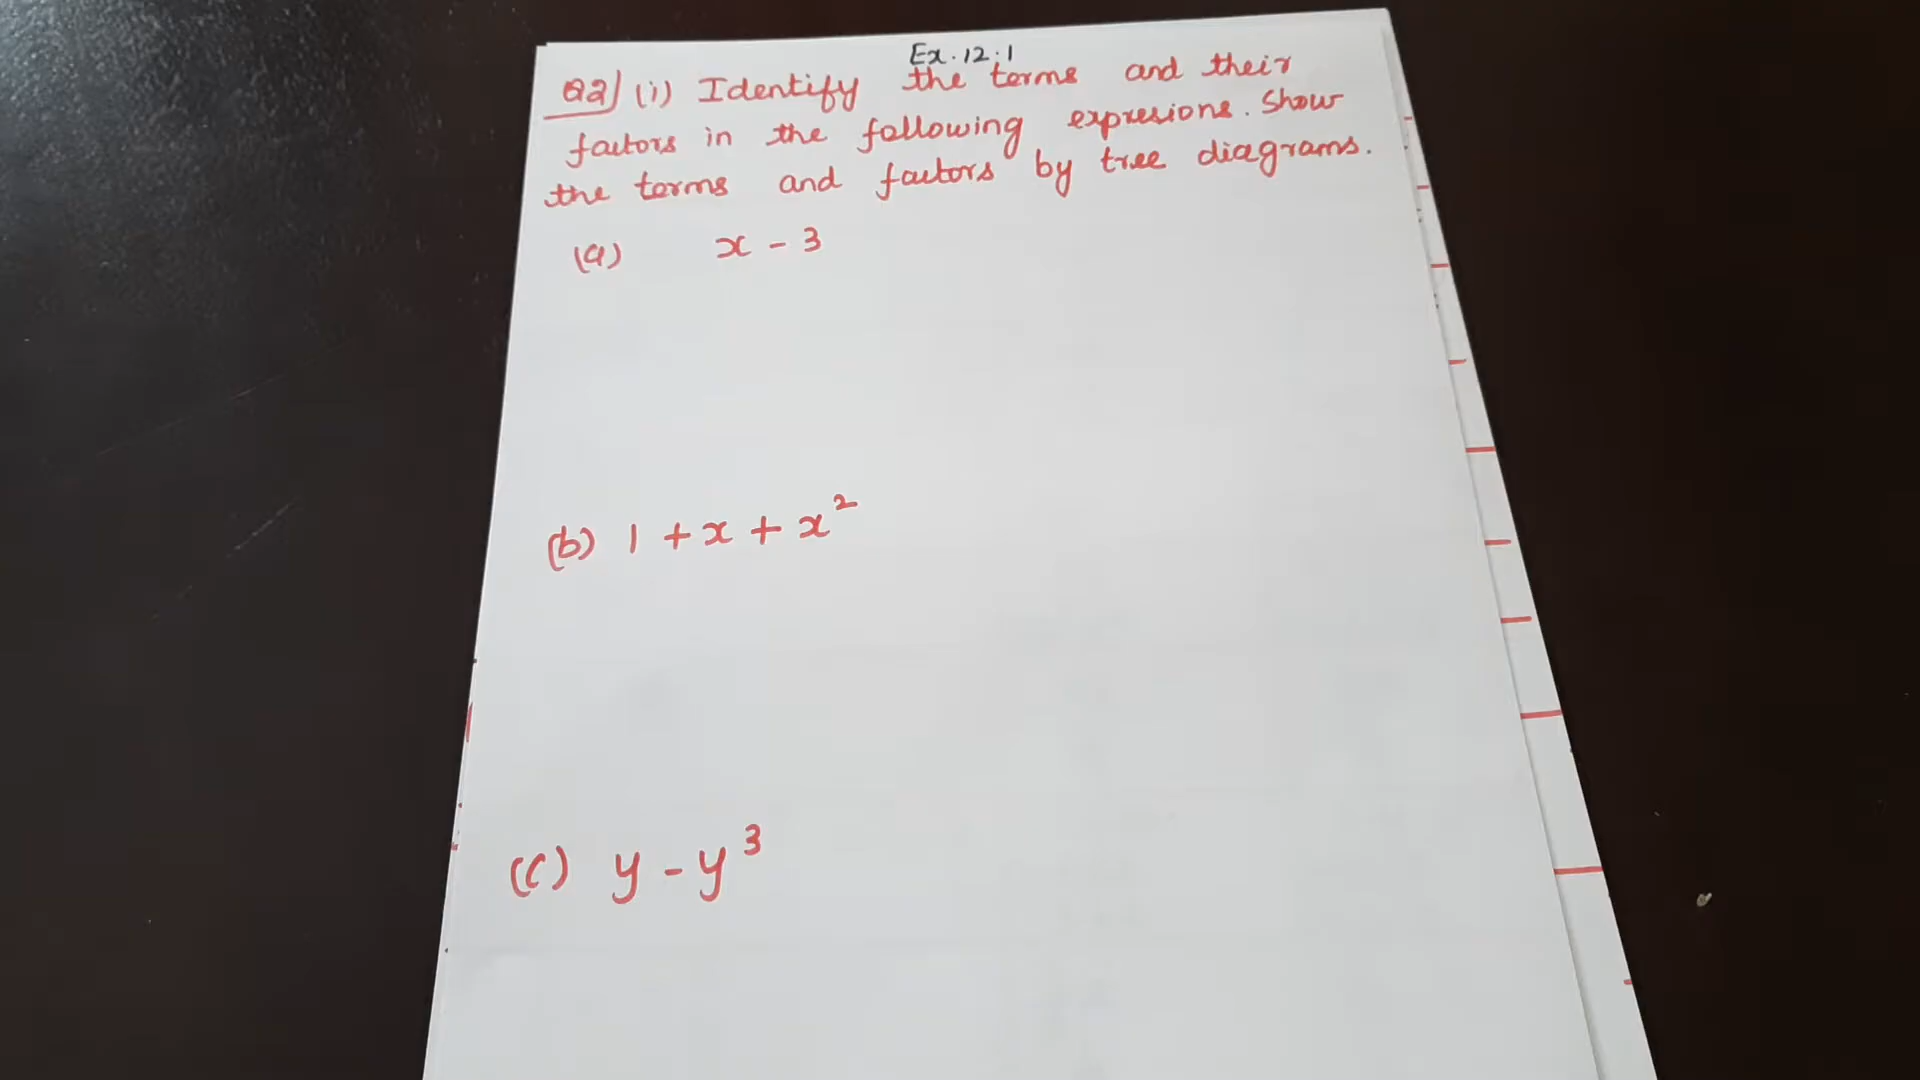 Ex. 12.1
Q2) (i) Identify the terms and their
factors in the following expresions. Show
the terms and factors by tree diagrams.
(a) x - 3
(b) 1 + x + x²
(c) y - y³